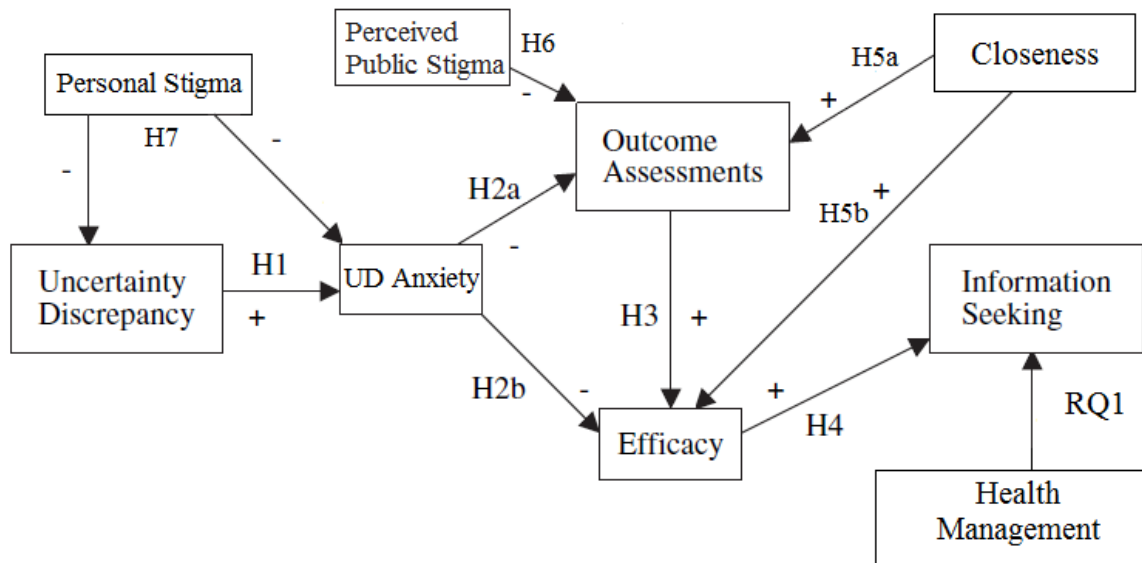 Perceived
Public Stigma
H6
-
Closeness
H5a
+
Personal Stigma
H7
-
-
Outcome
Assessments
H2a
-
+
H5b
Uncertainty
Discrepancy
H1
+
UD Anxiety
Information
Seeking
H3
+
H2b
-
Efficacy
+
H4
RQ1
Health
Management